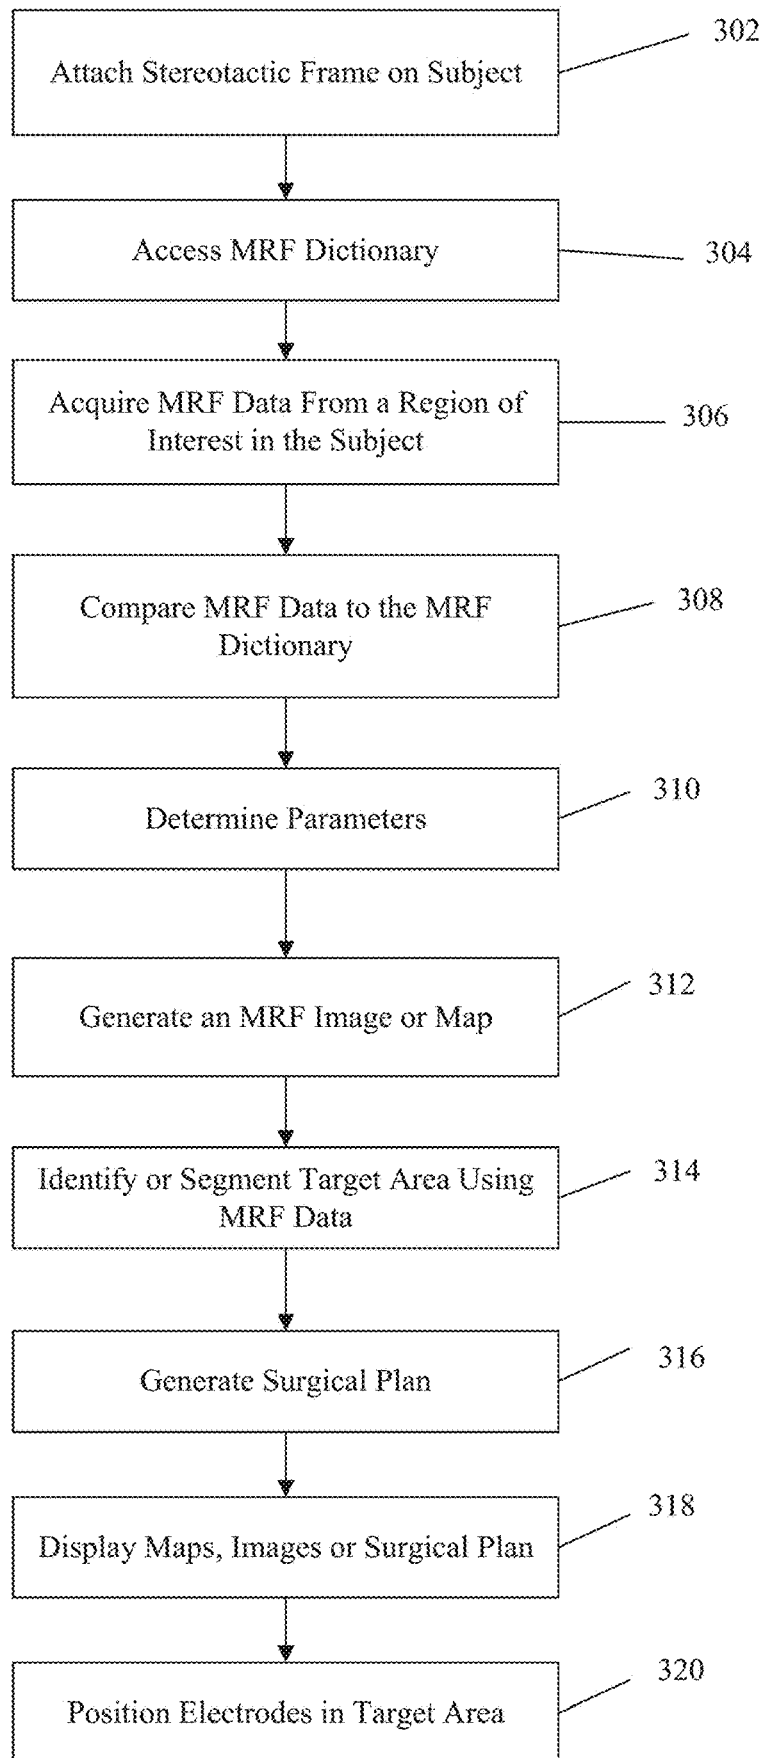 302
Attach Stereotactic Frame on Subject
Access MRF Dictionary
304
Acquire MRF Data From a Region of
Interest in the Subject
306
Compare MRF Data to the MRF
Dictionary
308
310
Determine Parameters
312
Generate an MRF Image or Map
314
Identify or Segment Target Area Using
MRF Data
316
Generate Surgical Plan
318
Display Maps, Images or Surgical Plan
320
Position Electrodes in Target Area